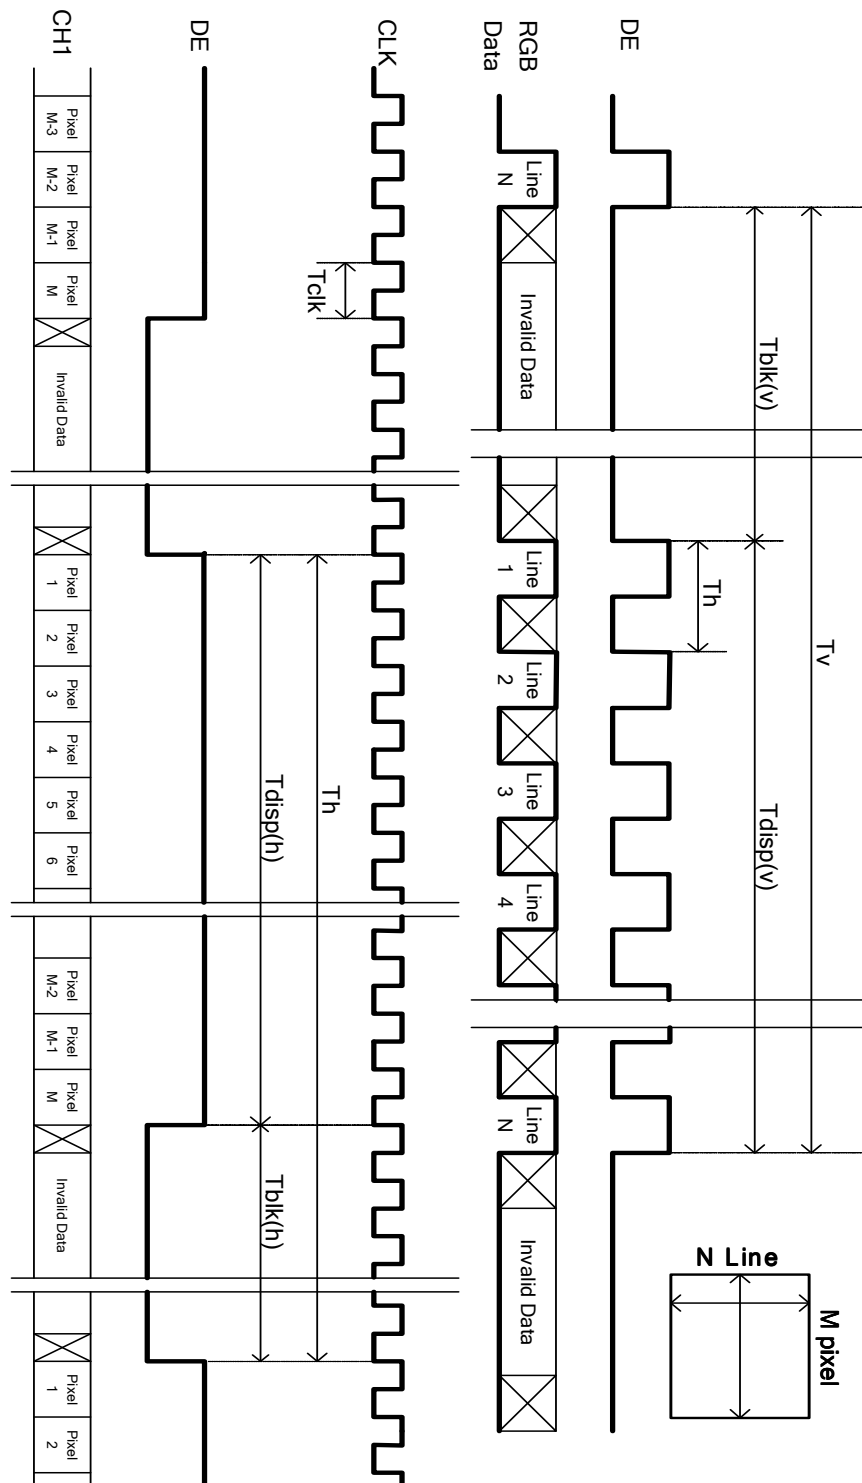 DE
RGB
Data
Line
N
Invalid Data
Line
1
Line
2
Line
3
Line
4
Line
N
Invalid Data
Tblk(v)
Tv
Th
Tdisp(v)
N Line
M pixel
CLK
Tclk
DE
Th
Tdisp(h)
Tblk(h)
CH1
Pixel
M-3
Pixel
M-2
Pixel
M-1
Pixel
M
Invalid Data
Pixel
1
Pixel
2
Pixel
3
Pixel
4
Pixel
5
Pixel
6
Pixel
M-2
Pixel
M-1
Pixel
M
Invalid Data
Pixel
1
Pixel
2